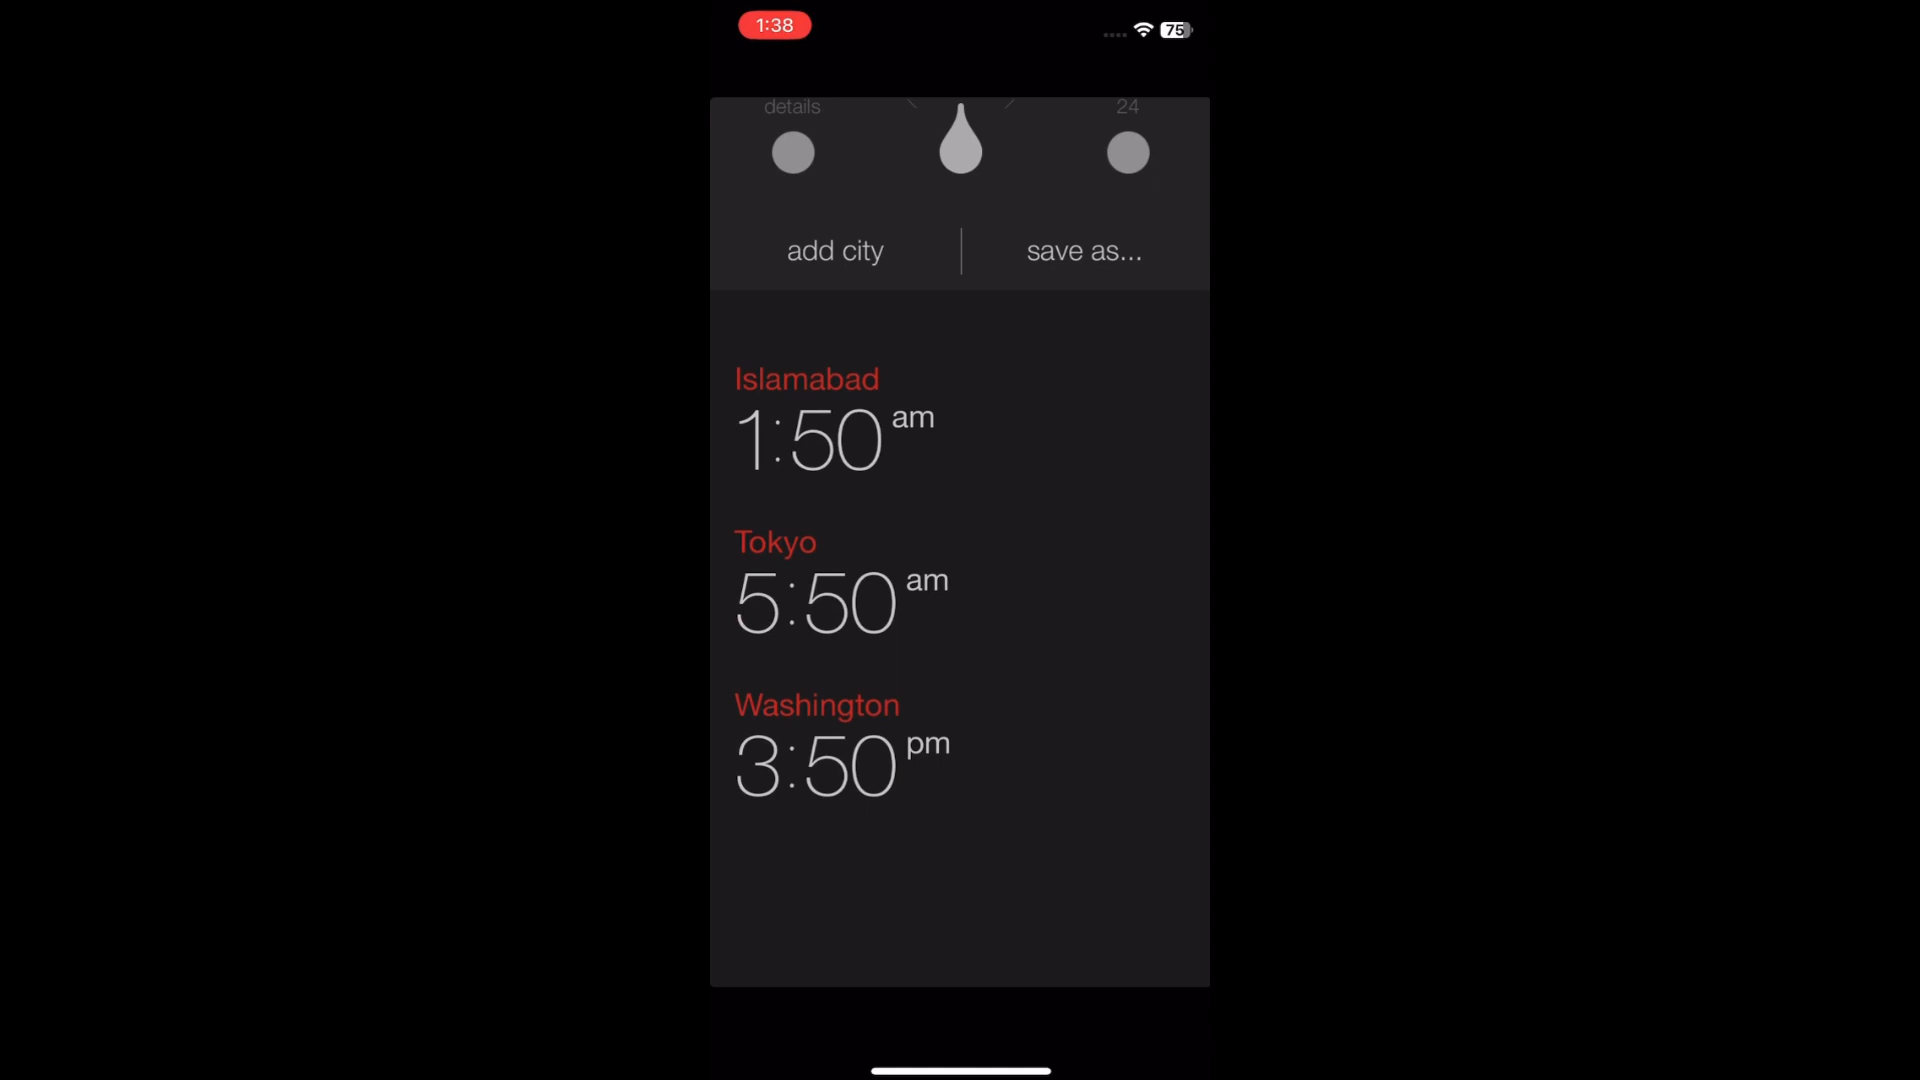 1:38
75
details
24
add city
save as...
Islamabad
1:50 am
Tokyo
5:50 am
Washington
3:50 pm